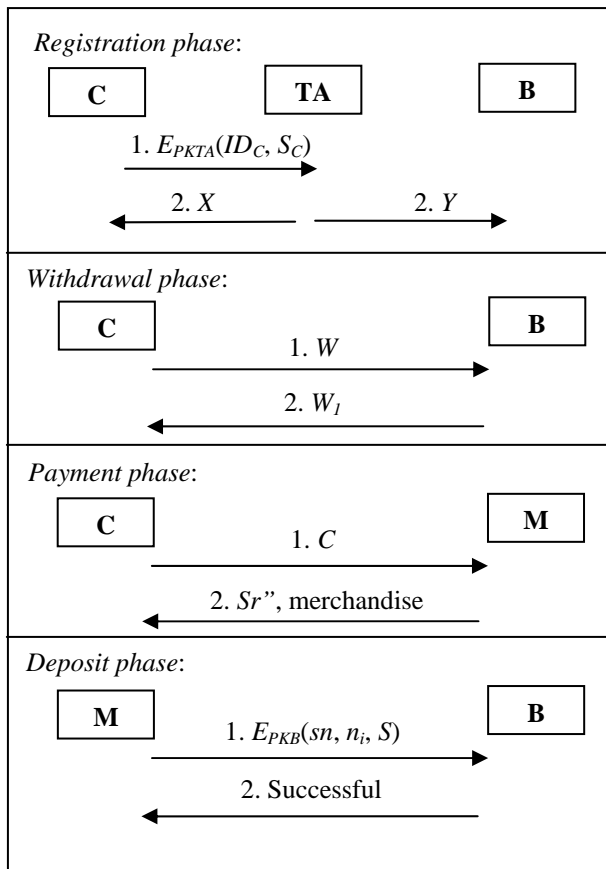 Registration phase:
C TA B
1. E_PKTA(ID_C, S_C)
2. X 2. Y
Withdrawal phase:
C B
1. W
2. W_1
Payment phase:
C M
1. C
2. Sr”, merchandise
Deposit phase:
M B
1. E_PKB(sn, n_i, S)
2. Successful